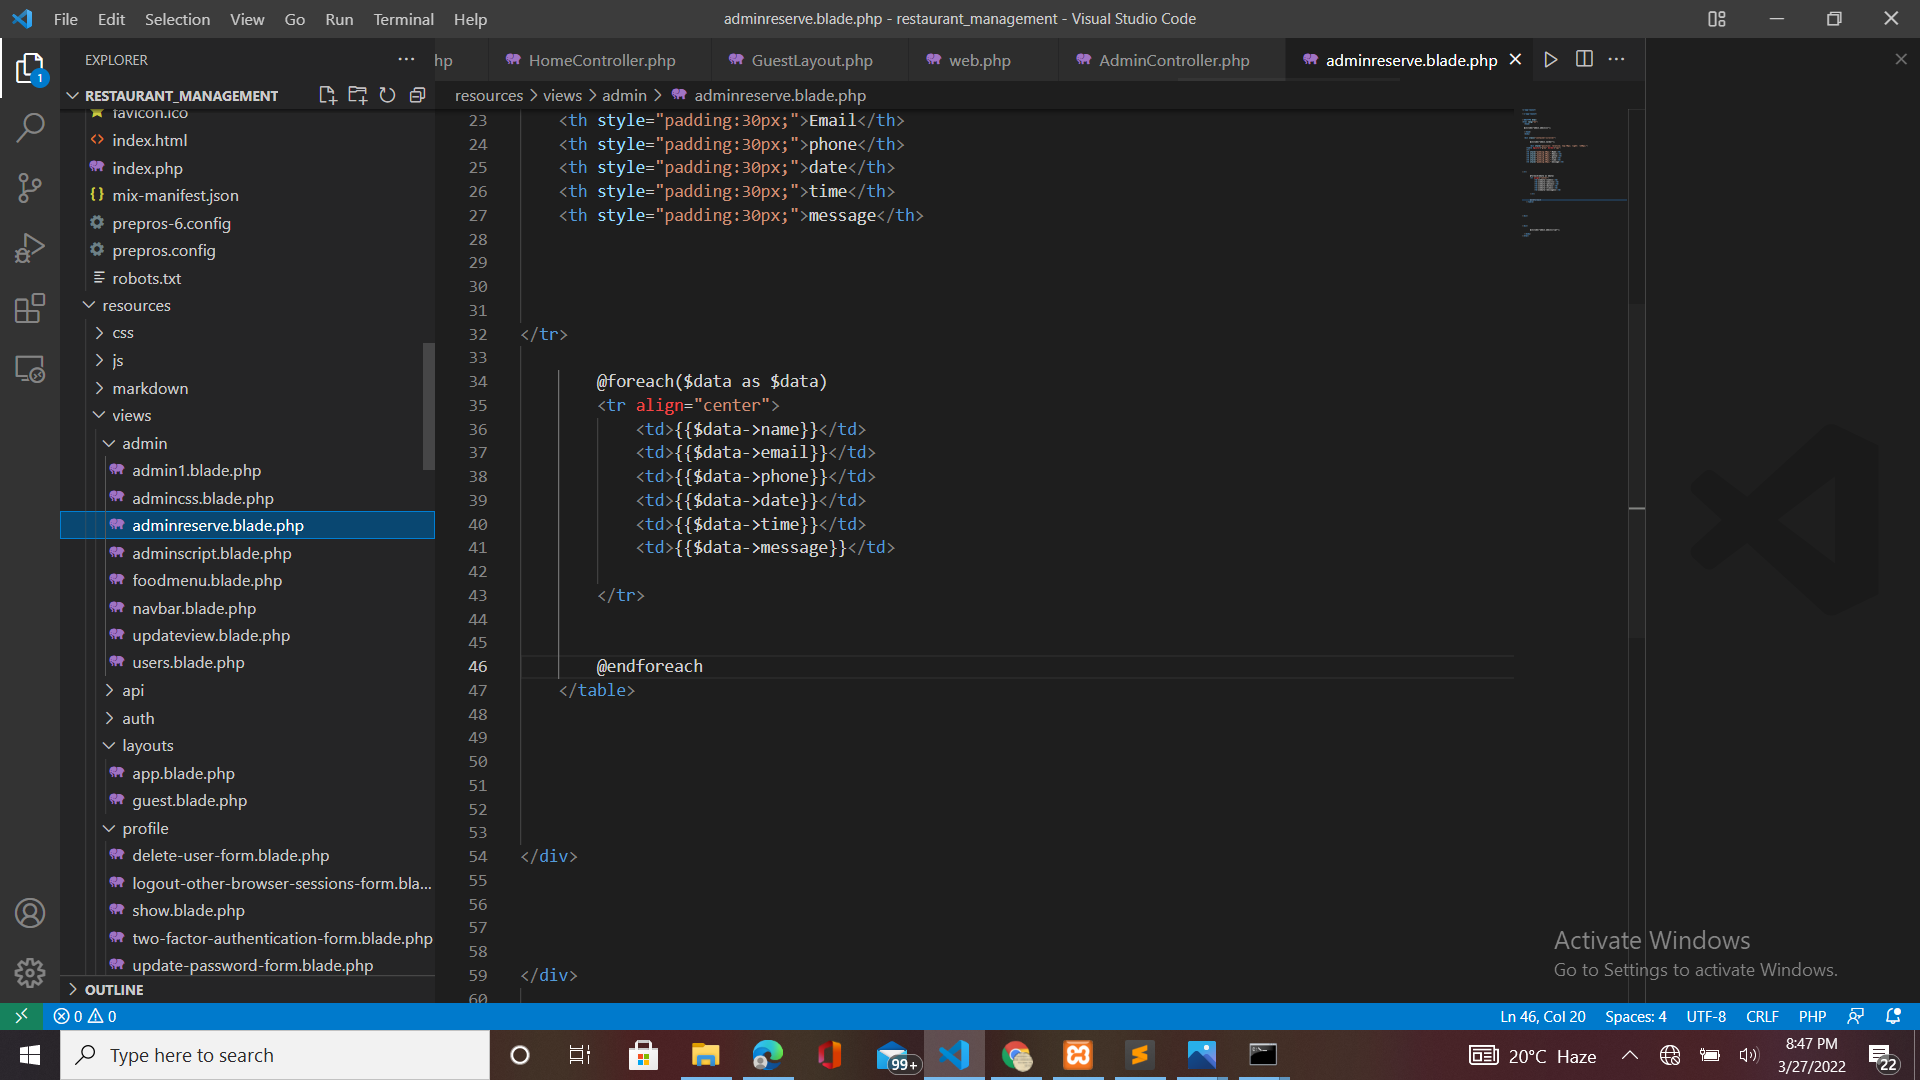 File Edit Selection View Go Run Terminal Help
adminreserve.blade.php - restaurant_management - Visual Studio Code
EXPLORER
RESTAURANT_MANAGEMENT
favicon.ico
index.html
index.php
mix-manifest.json
prepros-6.config
prepros.config
robots.txt
resources
css
js
markdown
views
admin
admin1.blade.php
admincss.blade.php
adminreserve.blade.php
adminscript.blade.php
foodmenu.blade.php
navbar.blade.php
updateview.blade.php
users.blade.php
api
auth
layouts
app.blade.php
guest.blade.php
profile
delete-user-form.blade.php
logout-other-browser-sessions-form.bla...
show.blade.php
two-factor-authentication-form.blade.php
update-password-form.blade.php
OUTLINE
hp HomeController.php GuestLayout.php web.php AdminController.php adminreserve.blade.php
resources > views > admin > adminreserve.blade.php
23 <th style="padding:30px;">Email</th>
24 <th style="padding:30px;">phone</th>
25 <th style="padding:30px;">date</th>
26 <th style="padding:30px;">time</th>
27 <th style="padding:30px;">message</th>
28
29
30
31
32 </tr>
33
34 @foreach($data as $data)
35 <tr align="center">
36 <td>{{$data->name}}</td>
37 <td>{{$data->email}}</td>
38 <td>{{$data->phone}}</td>
39 <td>{{$data->date}}</td>
40 <td>{{$data->time}}</td>
41 <td>{{$data->message}}</td>
42
43 </tr>
44
45
46 @endforeach
47 </table>
48
49
50
51
52
53
54 </div>
55
56
57
58
59 </div>
60
Activate Windows
Go to Settings to activate Windows.
0 0
Ln 46, Col 20 Spaces: 4 UTF-8 CRLF PHP
Type here to search
99+
20°C Haze
8:47 PM
3/27/2022
22
1